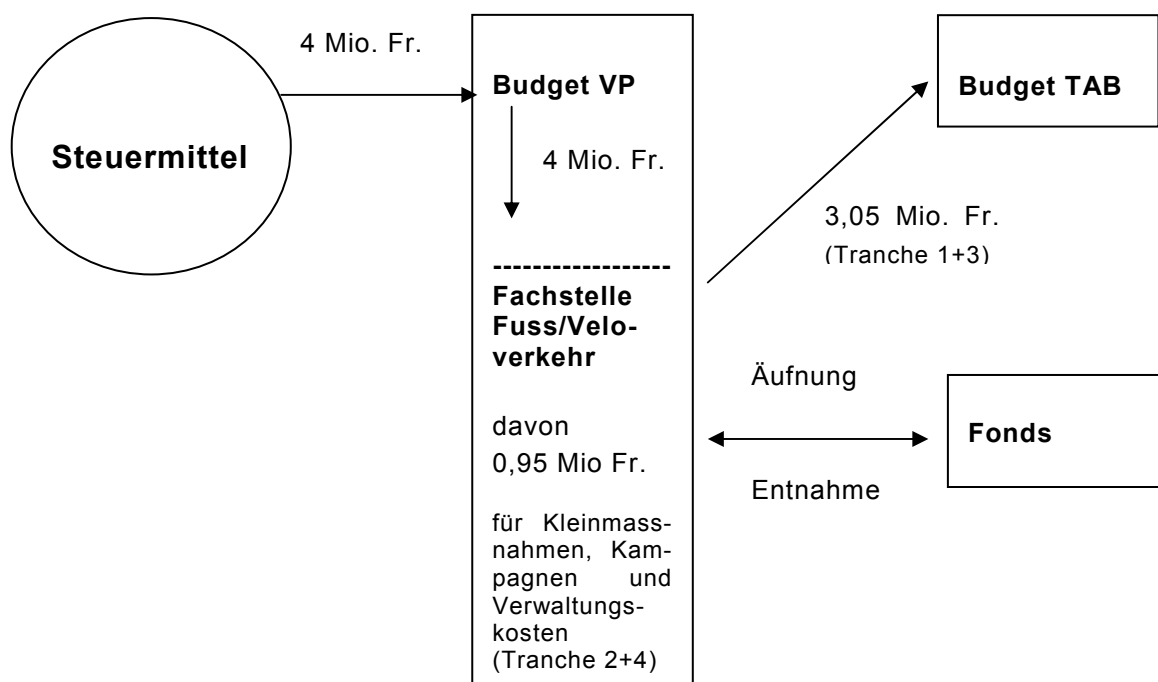 4 Mio. Fr.
Steuermittel
Budget VP
4 Mio. Fr.
------------------
Fachstelle
Fuss/Velo-
verkehr
davon
0,95 Mio Fr.
für Kleinmass-
nahmen, Kam-
pagnen und
Verwaltungs-
kosten
(Tranche 2+4)
Budget TAB
3,05 Mio. Fr.
(Tranche 1+3)
Äufnung
Entnahme
Fonds